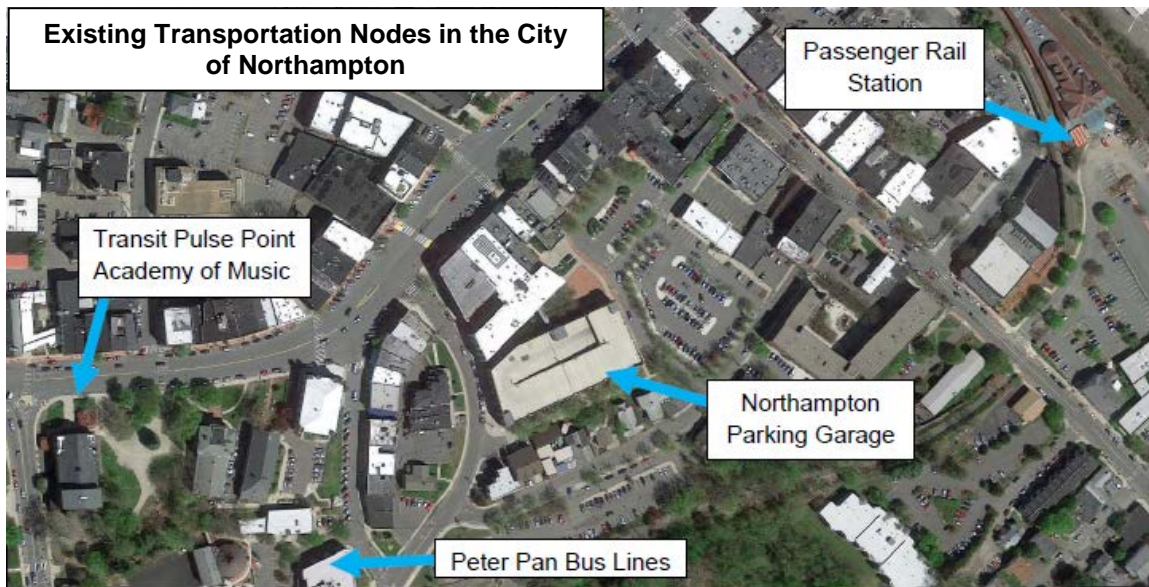 Existing Transportation Nodes in the City
of Northampton
Passenger Rail
Station
Transit Pulse Point
Academy of Music
Northampton
Parking Garage
Peter Pan Bus Lines